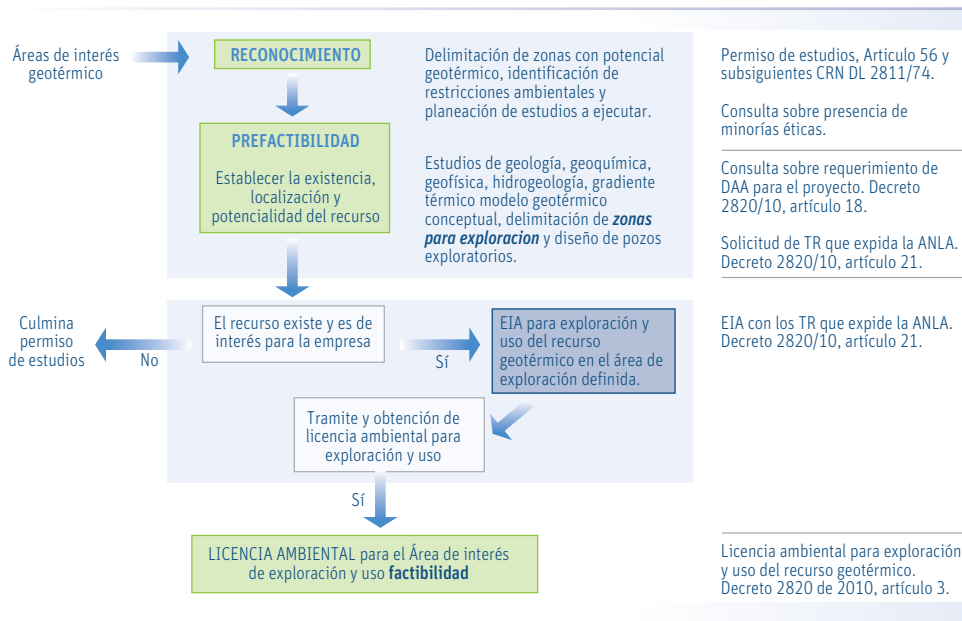 Áreas de interés
geotérmico
RECONOCIMIENTO
Delimitación de zonas con potencial
geotérmico, identificación de
restricciones ambientales y
planeación de estudios a ejecutar.
Permiso de estudios, Articulo 56 y
subsiguientes CRN DL 2811/74.
Consulta sobre presencia de
minorías éticas.
PREFACTIBILIDAD
Establecer la existencia,
localización y
potencialidad del recurso
Estudios de geología, geoquímica,
geofísica, hidrogeología, gradiente
térmico modelo geotérmico
conceptual, delimitación de zonas
para exploracion y diseño de pozos
exploratorios.
Consulta sobre requerimiento de
DAA para el proyecto. Decreto
2820/10, artículo 18.
Solicitud de TR que expida la ANLA.
Decreto 2820/10, artículo 21.
Culmina
permiso
de estudios
No
El recurso existe y es de
interés para la empresa
Sí
EIA para exploración y
uso del recurso
geotérmico en el área de
exploración definida.
EIA con los TR que expide la ANLA.
Decreto 2820/10, artículo 21.
Tramite y obtención de
licencia ambiental para
exploración y uso
Sí
LICENCIA AMBIENTAL para el Área de interés
de exploración y uso factibilidad
Licencia ambiental para exploración
y uso del recurso geotérmico.
Decreto 2820 de 2010, artículo 3.